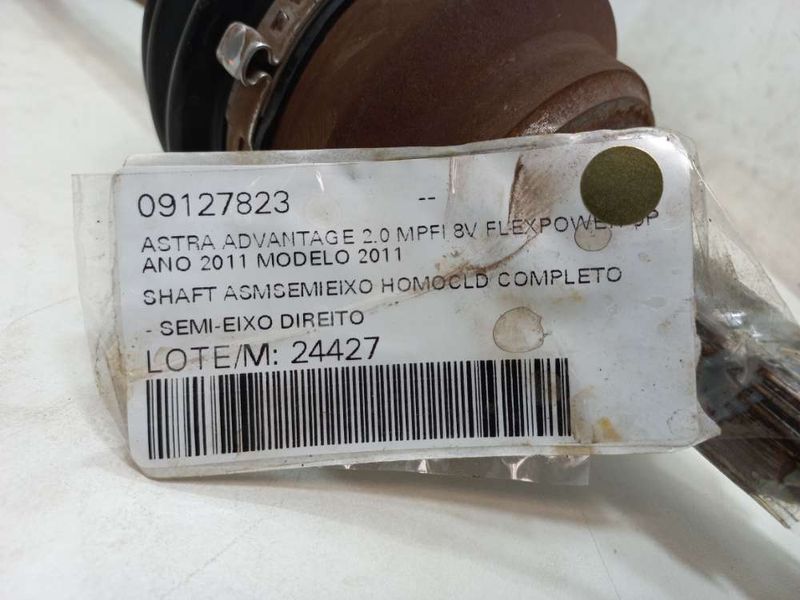 09127823 --
ASTRA ADVANTAGE 2.0 MPFI 8V FLEXPOWER 5P
ANO 2011 MODELO 2011
SHAFT ASMSEMIEIXO HOMOCLD COMPLETO
- SEMI-EIXO DIREITO
LOTE/M: 24427